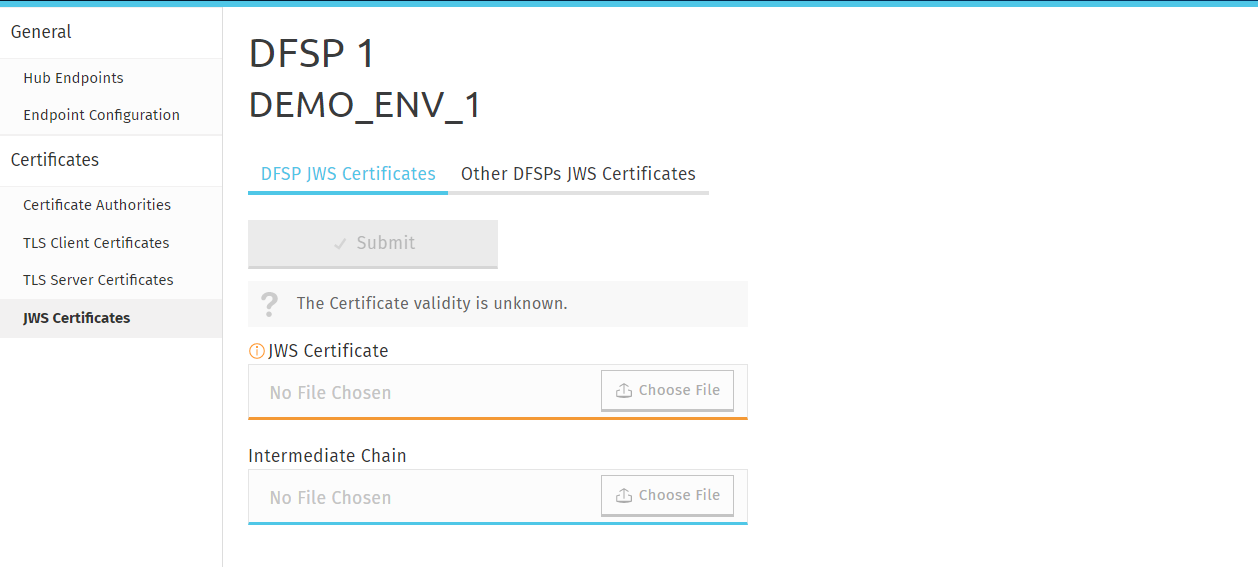 General
Hub Endpoints
Endpoint Configuration
Certificates
Certificate Authorities
TLS Client Certificates
TLS Server Certificates
JWS Certificates
DFSP 1
DEMO_ENV_1
DFSP JWS Certificates Other DFSPs JWS Certificates
Submit
? The Certificate validity is unknown.
JWS Certificate
No File Chosen Choose File
Intermediate Chain
No File Chosen Choose File